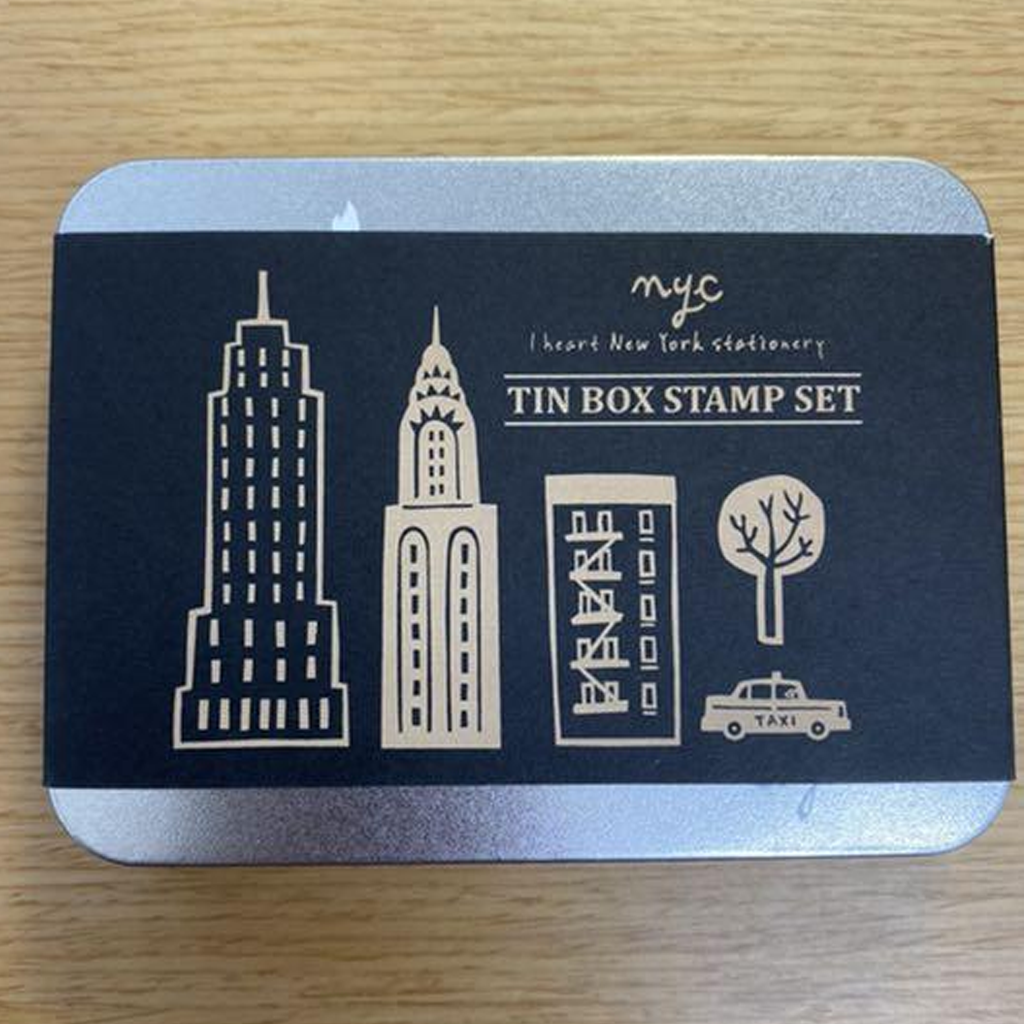 nyc
I heart New York stationery
TIN BOX STAMP SET
TAXI